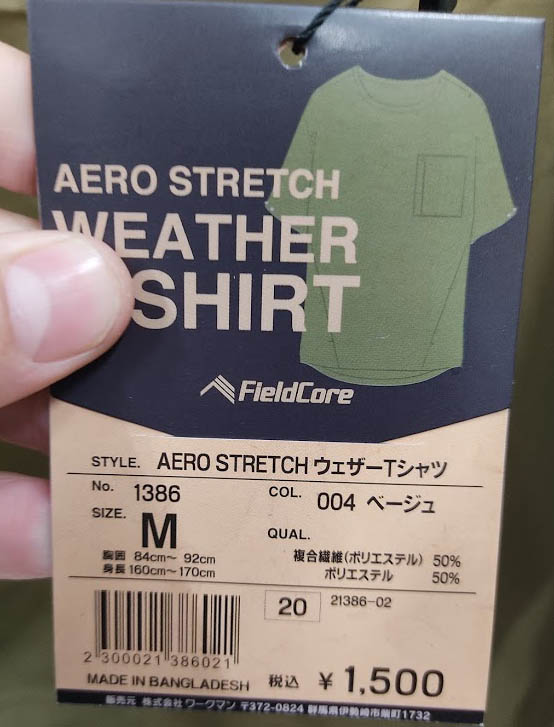 AERO STRETCH
WEATHER
SHIRT
FieldCore
STYLE. AERO STRETCH ウェザーTシャツ
No. 1386
COL. 004 ベージュ
SIZE. M
胸囲 84cm〜 92cm
身長 160cm〜170cm
QUAL.
複合繊維(ポリエステル) 50%
ポリエステル 50%
20 21386-02
2 300021 386021
MADE IN BANGLADESH 税込 ¥1,500
販売元 株式会社 ワークマン 〒372-0824 群馬県伊勢崎市柴町1732